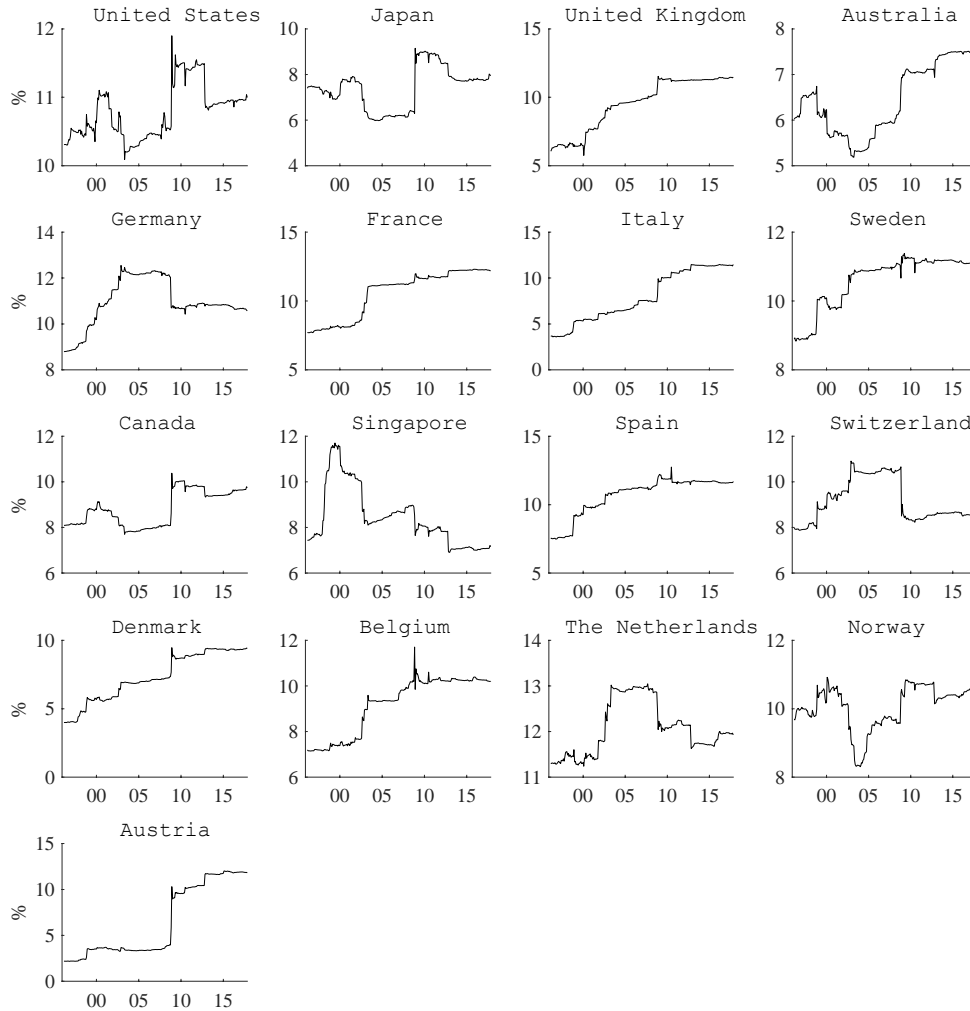 United States Japan United Kingdom Australia
12 10 15 8
11 8 10 7
6 6
10 4 5 5
% 00 05 10 15 00 05 10 15 00 05 10 15 00 05 10 15
Germany France Italy Sweden
14 15 15 12
12 10 11
10 10 5 10
8 5 0 8
% 00 05 10 15 00 05 10 15 00 05 10 15 00 05 10 15
Canada Singapore Spain Switzerland
12 12 15 12
10 10 10 10
8 8 8
6 6 5 6
% 00 05 10 15 00 05 10 15 00 05 10 15 00 05 10 15
Denmark Belgium The Netherlands Norway
10 12 14 12
10 13
5 8 12 10
0 6 11 8
% 00 05 10 15 00 05 10 15 00 05 10 15 00 05 10 15
Austria
15
10
5
0
% 00 05 10 15